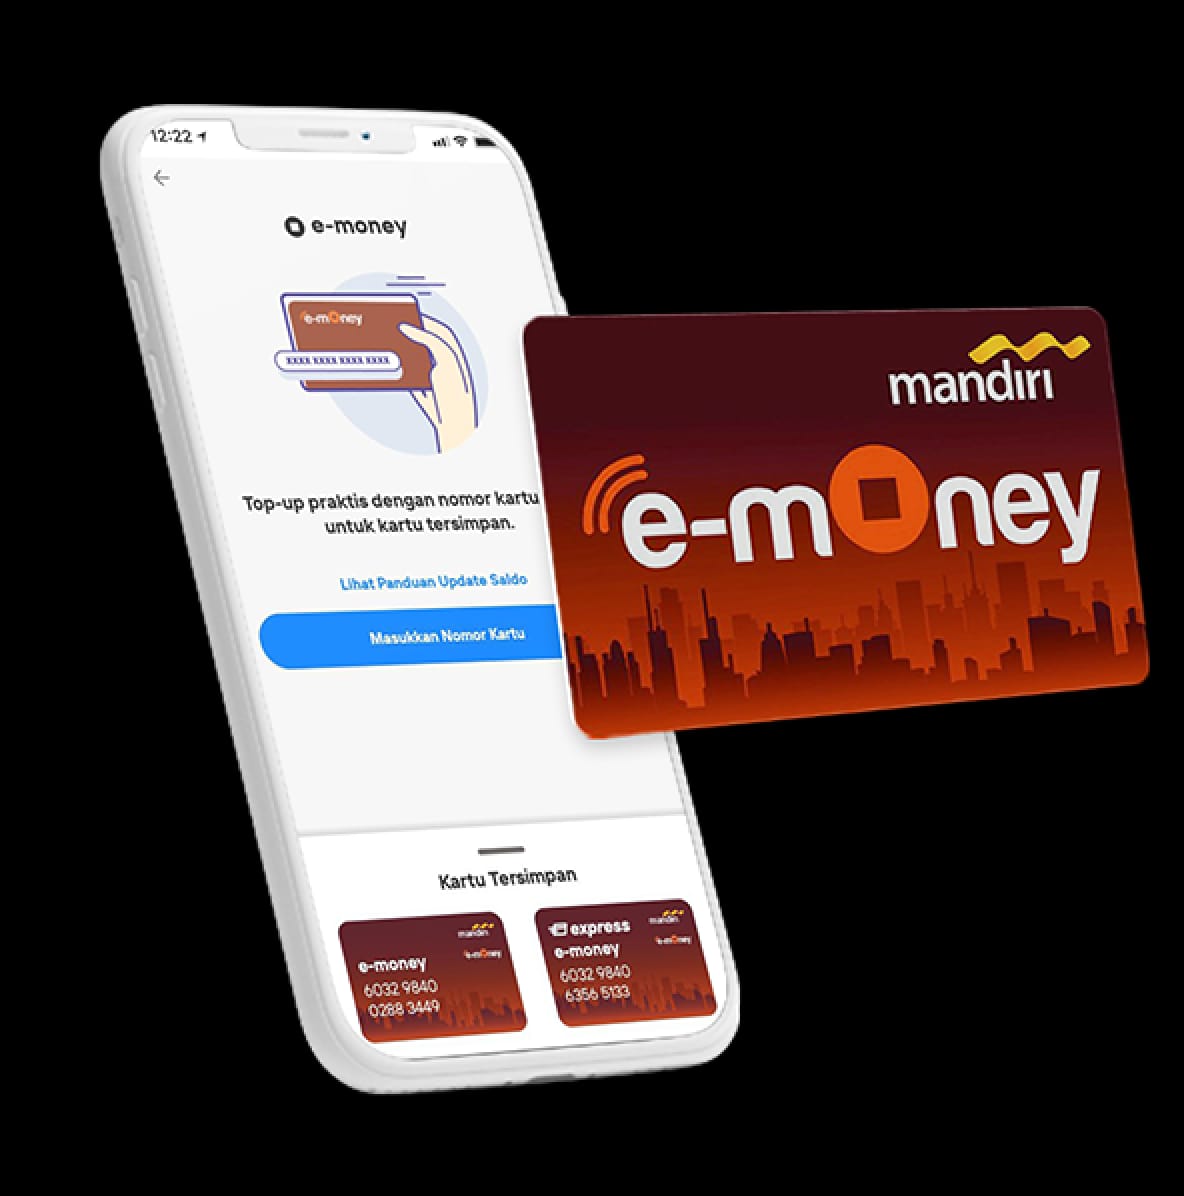 12:22
e-money
e-money
xxxx xxxx xxxx xxxx
Top-up praktis dengan nomor kartu
untuk kartu tersimpan.
Lihat Panduan Update Saldo
Masukkan Nomor Kartu
mandiri
e-money
Kartu Tersimpan
mandiri
e-money
e-money
6032 9840
0288 3449
express
mandiri
e-money
e-money
6032 9840
6356 5133